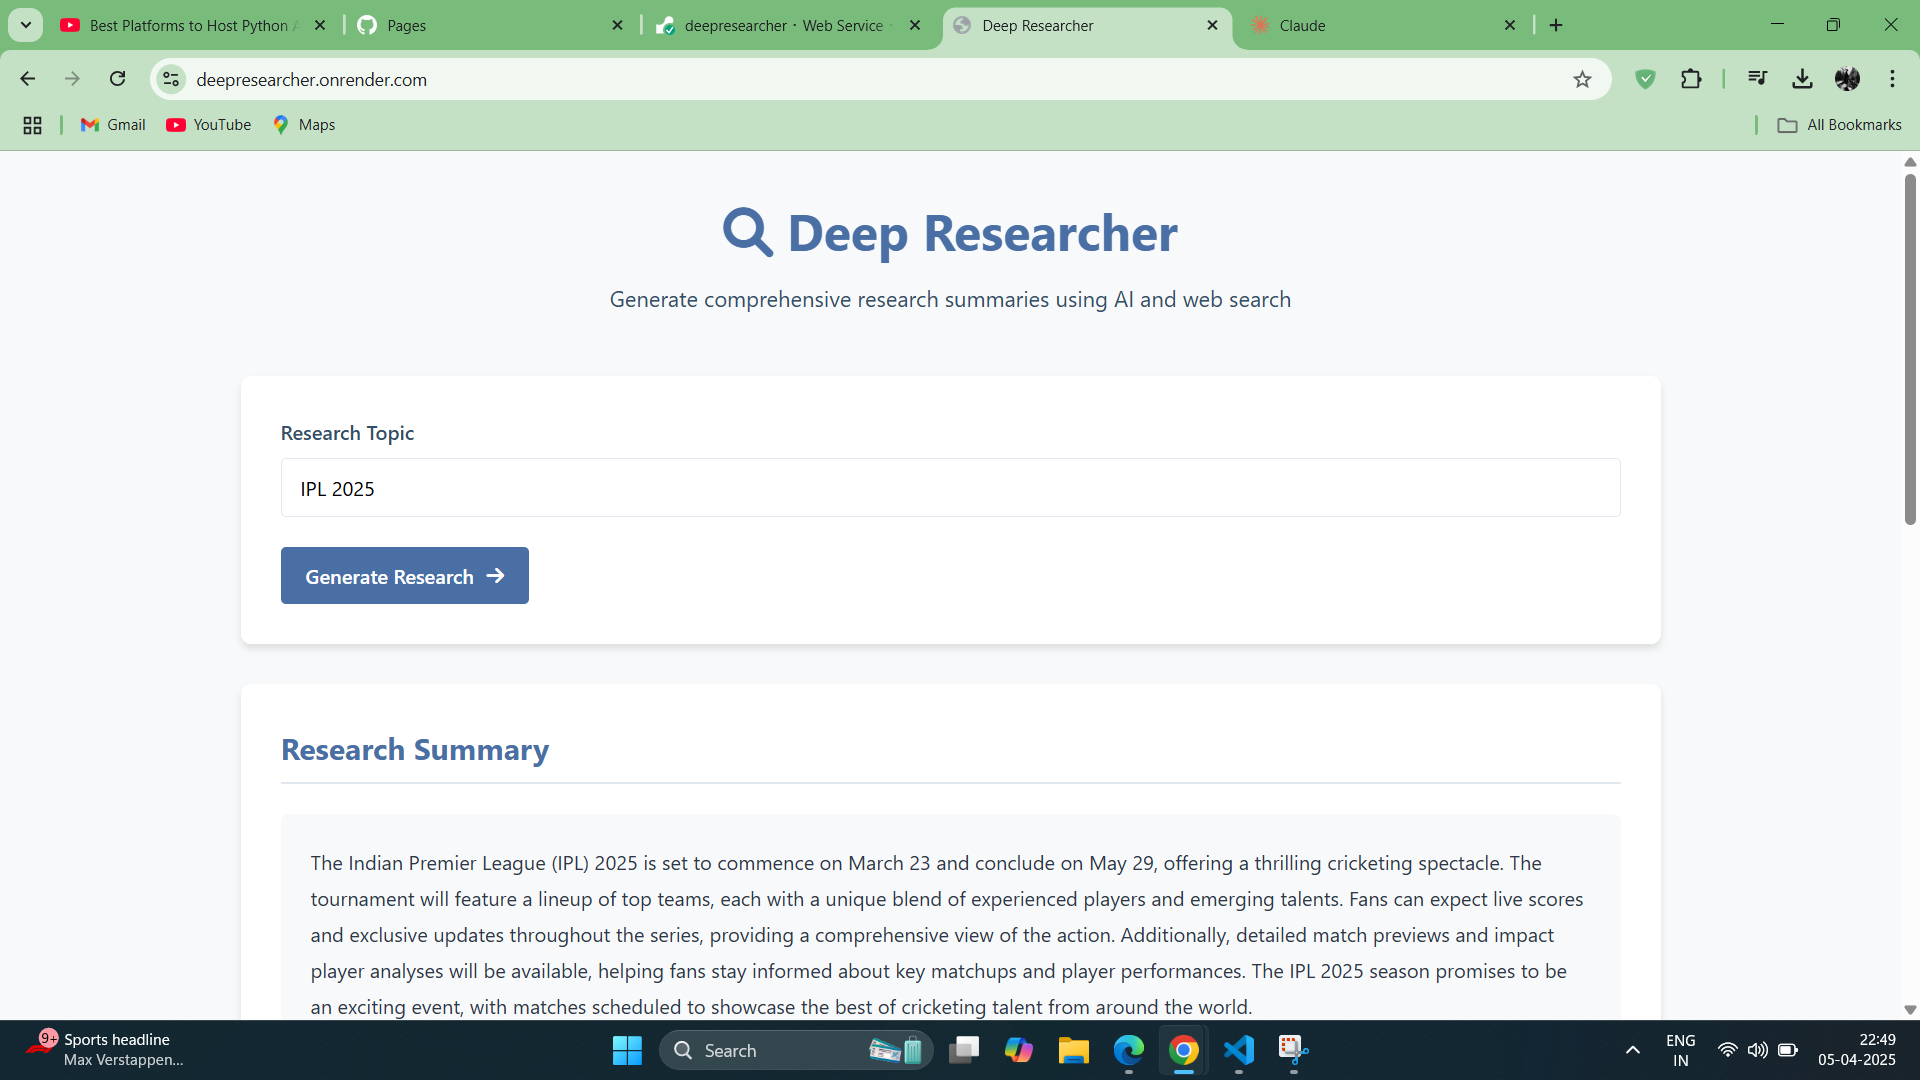 Best Platforms to Host Python
Pages
deepresearcher · Web Service
Deep Researcher
Claude
deepresearcher.onrender.com
Gmail
YouTube
Maps
All Bookmarks
Deep Researcher
Generate comprehensive research summaries using AI and web search
Research Topic
IPL 2025
Generate Research
Research Summary
The Indian Premier League (IPL) 2025 is set to commence on March 23 and conclude on May 29, offering a thrilling cricketing spectacle. The
tournament will feature a lineup of top teams, each with a unique blend of experienced players and emerging talents. Fans can expect live scores
and exclusive updates throughout the series, providing a comprehensive view of the action. Additionally, detailed match previews and impact
player analyses will be available, helping fans stay informed about key matchups and player performances. The IPL 2025 season promises to be
an exciting event, with matches scheduled to showcase the best of cricketing talent from around the world.
9+
Sports headline
Max Verstappen...
Search
ENG
IN
22:49
05-04-2025